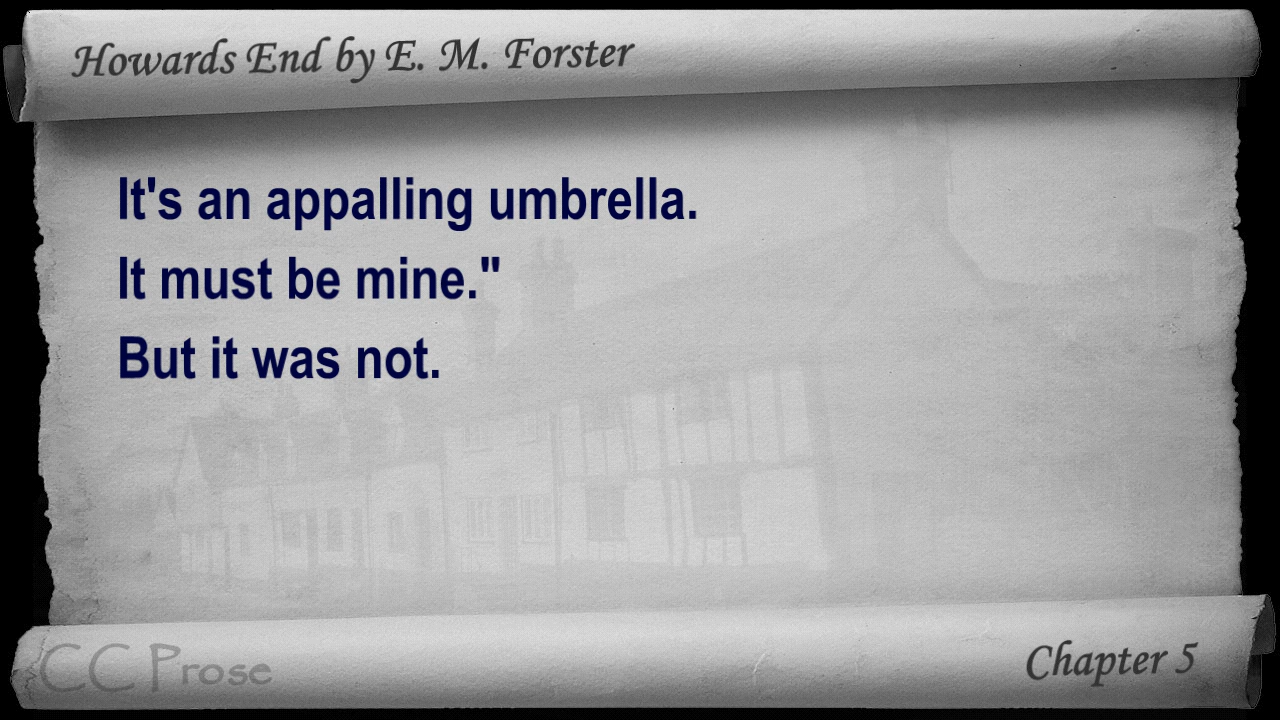 Howards End by E. M. Forster
It's an appalling umbrella.
It must be mine."
But it was not.
CC Prose
Chapter 5